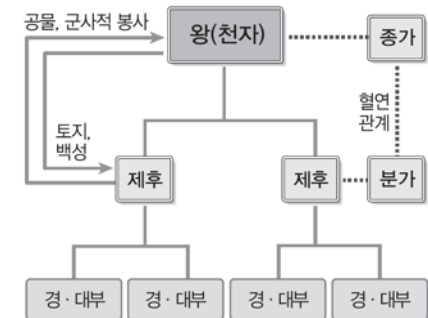 공물, 군사적 봉사
왕(천자)
종가
혈연
관계
토지,
백성
제후
제후
분가
경·대부
경·대부
경·대부
경·대부